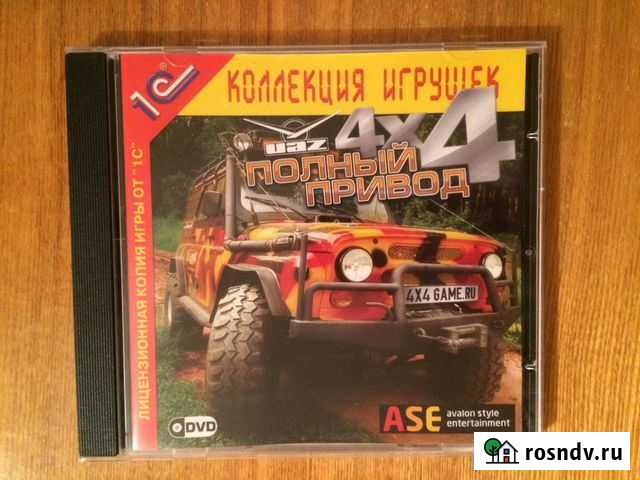 1С®
КОЛЛЕКЦИЯ ИГРУШЕК
ЛИЦЕНЗИОННАЯ КОПИЯ ИГРЫ ОТ "1С"
uaz 4x4
ПОЛНЫЙ
ПРИВОД
4X4 GAME.RU
DVD
ASE avalon style
entertainment
rosndv.ru